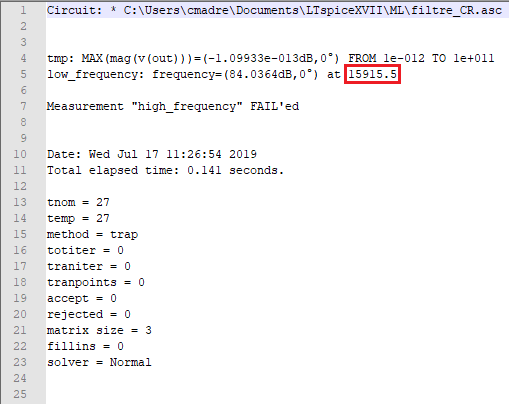 1 Circuit: * C:\Users\cmadre\Documents\LTspiceXVII\ML\filtre_CR.asc
2
3
4 tmp: MAX(mag(v(out)))=(-1.09933e-013dB,0°) FROM 1e-012 TO 1e+011
5 low_frequency: frequency=(84.0364dB,0°) at 15915.5
6
7 Measurement "high_frequency" FAIL'ed
8
9
10 Date: Wed Jul 17 11:26:54 2019
11 Total elapsed time: 0.141 seconds.
12
13 tnom = 27
14 temp = 27
15 method = trap
16 totiter = 0
17 traniter = 0
18 tranpoints = 0
19 accept = 0
20 rejected = 0
21 matrix size = 3
22 fillins = 0
23 solver = Normal
24
25